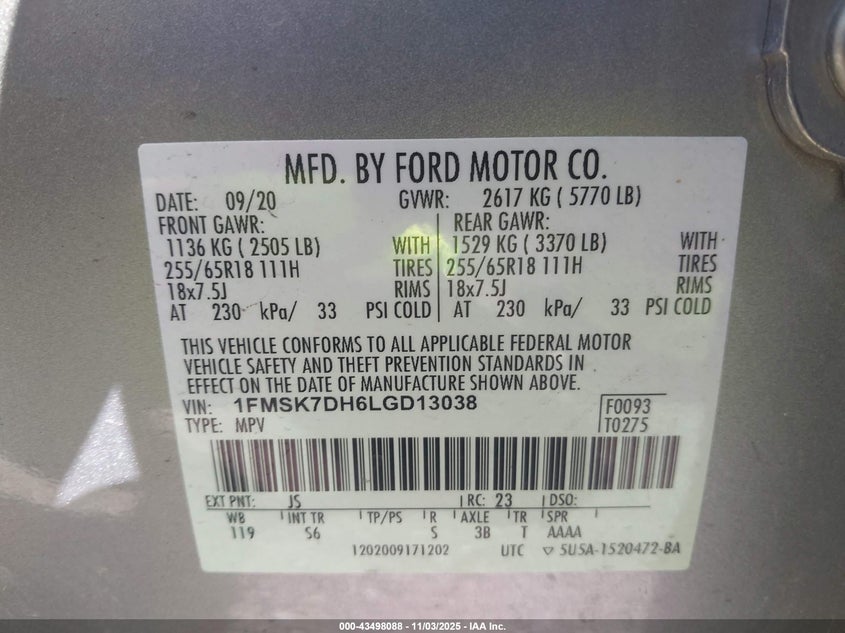 MFD. BY FORD MOTOR CO.
DATE: 09/20 GVWR: 2617 KG ( 5770 LB)
FRONT GAWR: REAR GAWR:
1136 KG ( 2505 LB) WITH 1529 KG ( 3370 LB) WITH
255/65R18 111H TIRES 255/65R18 111H TIRES
18x7.5J RIMS 18x7.5J RIMS
AT 230 kPa/ 33 PSI COLD AT 230 kPa/ 33 PSI COLD
THIS VEHICLE CONFORMS TO ALL APPLICABLE FEDERAL MOTOR
VEHICLE SAFETY AND THEFT PREVENTION STANDARDS IN
EFFECT ON THE DATE OF MANUFACTURE SHOWN ABOVE.
VIN: 1FMSK7DH6LGD13038 F0093
TYPE: MPV T0275
EXT PNT: JS RC: 23 DSO:
WB INT TR TP/PS R AXLE TR SPR
119 S6 S 3B T AAAA
1202009171202 UTC ▽ 5U5A-1520472-BA
000-43498088 - 11/03/2025 - IAA Inc.